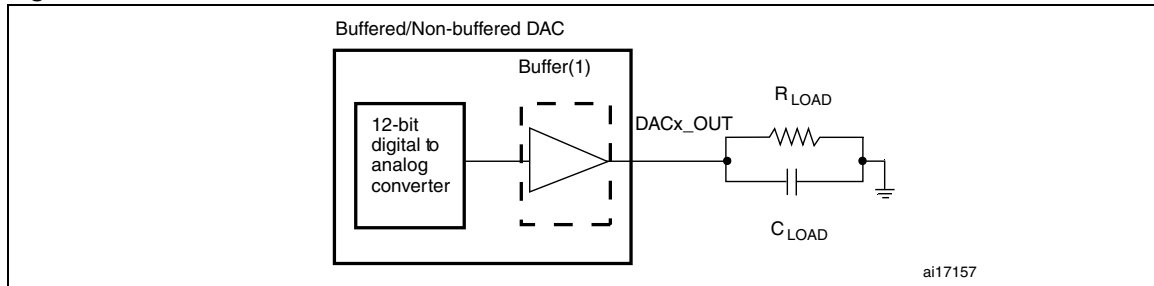 Buffered/Non-buffered DAC
Buffer(1)
12-bit
digital to
analog
converter
DACx_OUT
R LOAD
C LOAD
ai17157